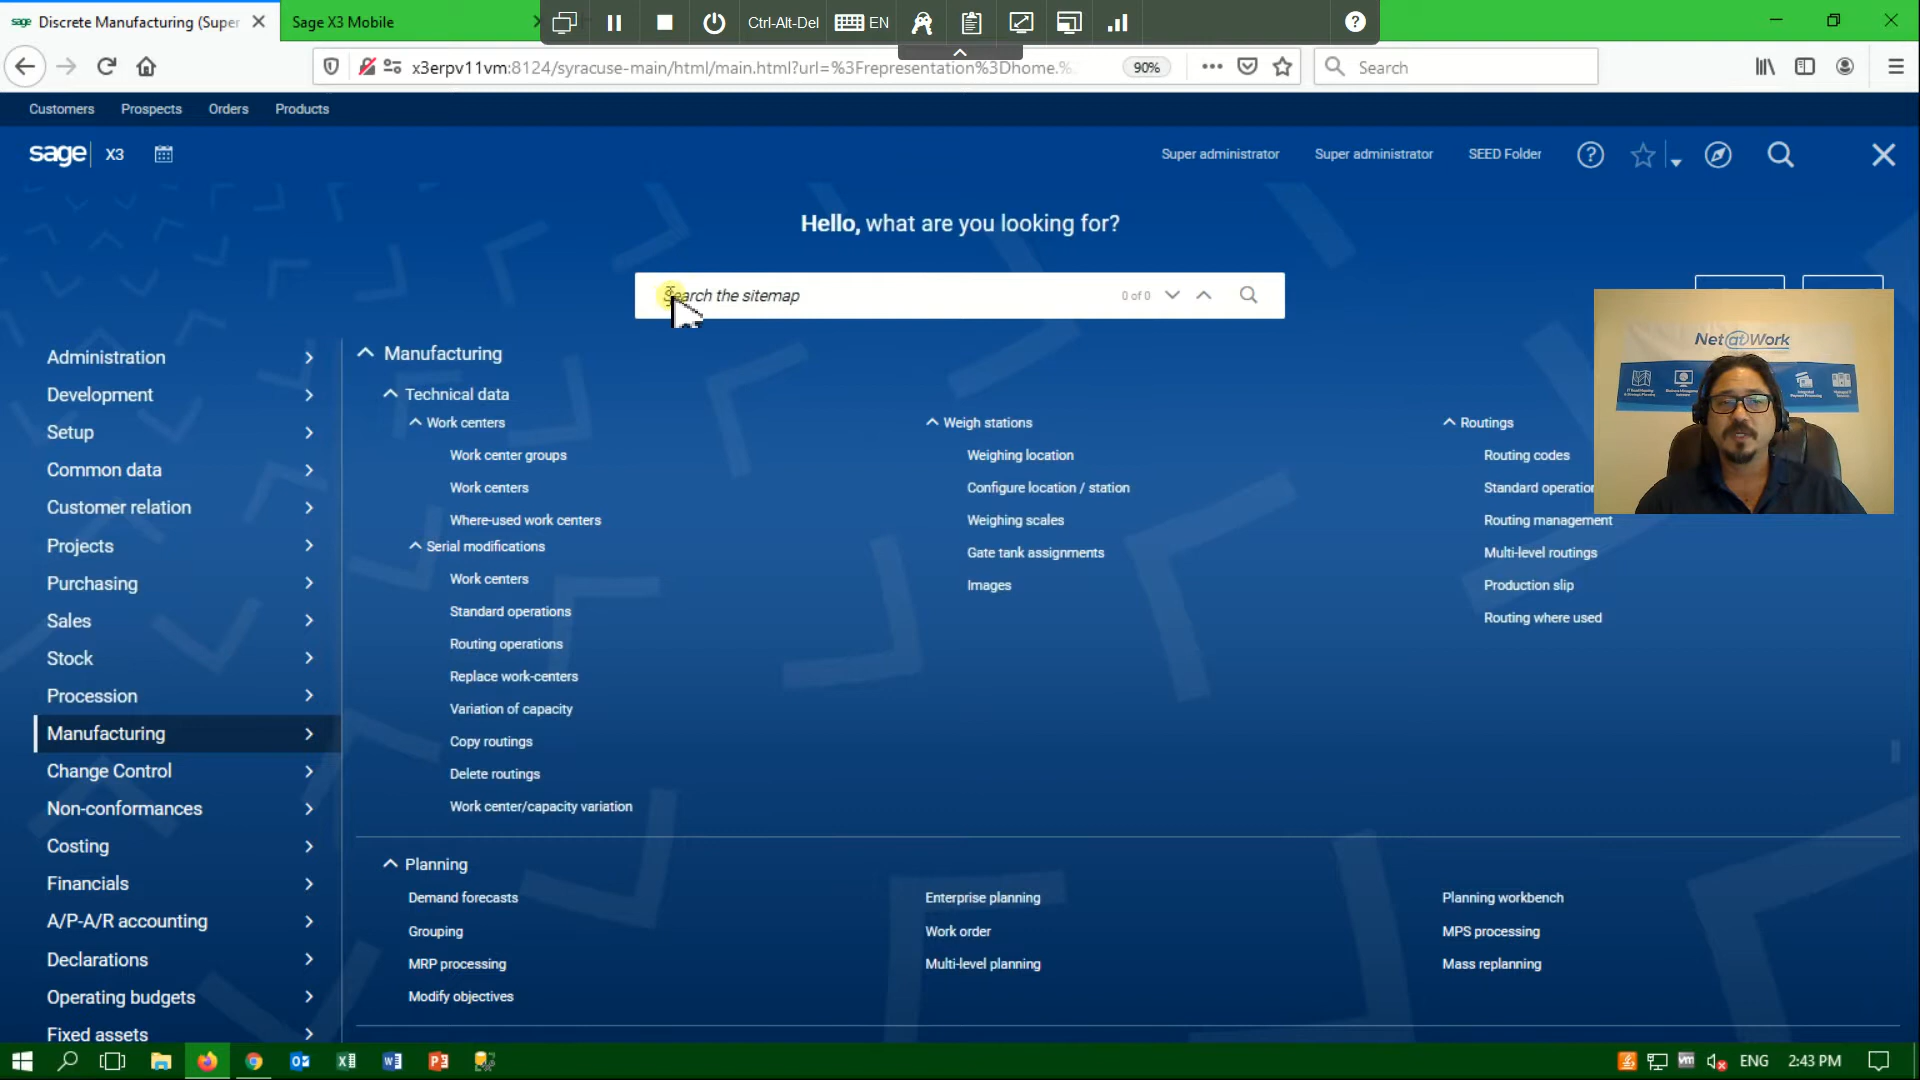 sage Discrete Manufacturing (Super
Sage X3 Mobile
Ctrl-Alt-Del
EN
x3erpv11vm:8124/syracuse-main/html/main.html?url=%3Frepresentation%3Dhome.%
90%
Search
Customers Prospects Orders Products
sage X3
Super administrator
Super administrator
SEED Folder
Hello, what are you looking for?
Search the sitemap
0 of 0
Net@Work
Administration
Development
Setup
Common data
Customer relation
Projects
Purchasing
Sales
Stock
Procession
Manufacturing
Change Control
Non-conformances
Costing
Financials
A/P-A/R accounting
Declarations
Operating budgets
Fixed assets
Manufacturing
Technical data
Work centers
Work center groups
Work centers
Where-used work centers
Serial modifications
Work centers
Standard operations
Routing operations
Replace work-centers
Variation of capacity
Copy routings
Delete routings
Work center/capacity variation
Weigh stations
Weighing location
Configure location / station
Weighing scales
Gate tank assignments
Images
Routings
Routing codes
Standard operation
Routing management
Multi-level routings
Production slip
Routing where used
Planning
Demand forecasts
Grouping
MRP processing
Modify objectives
Enterprise planning
Work order
Multi-level planning
Planning workbench
MPS processing
Mass replanning
ENG
2:43 PM